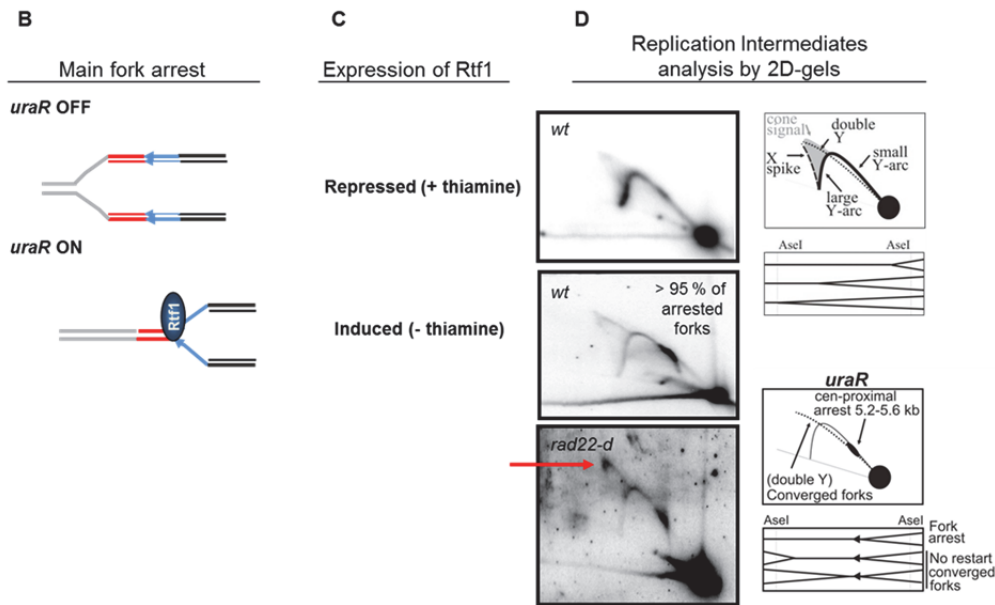 B
Main fork arrest
uraR OFF
uraR ON
Rtf1
C
Expression of Rtf1
Repressed (+ thiamine)
Induced (- thiamine)
D
Replication Intermediates
analysis by 2D-gels
wt
wt
> 95 % of
arrested
forks
rad22-d
cone
signal
double
Y
X
spike
small
Y-arc
large
Y-arc
AseI
AseI
uraR
cen-proximal
arrest 5.2-5.6 kb
(double Y)
Converged forks
AseI
AseI
Fork
arrest
No restart
converged
forks